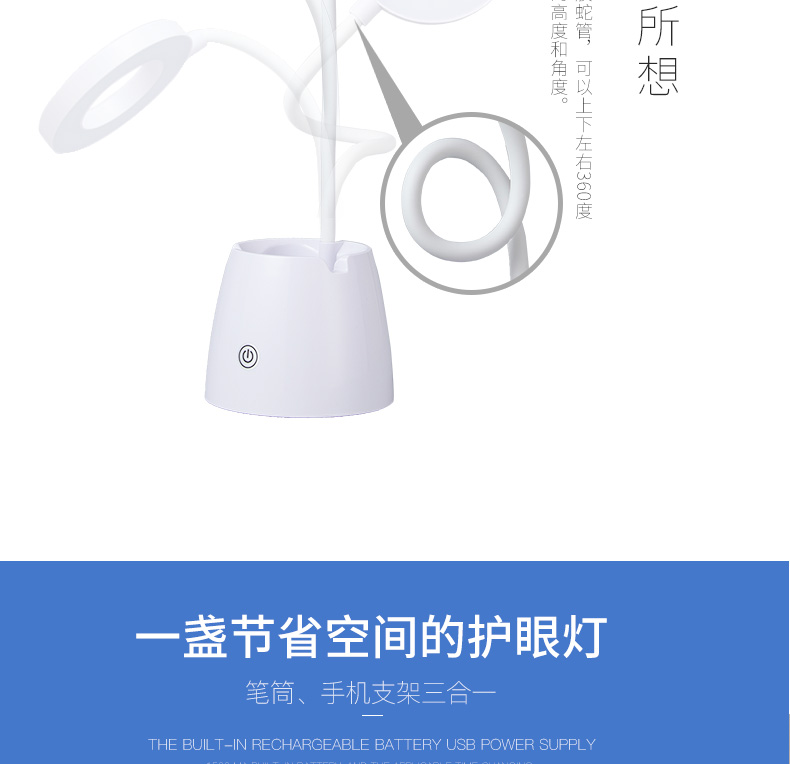 所想
蛇管，可以上下左右360度
高度和角度。
一盏节省空间的护眼灯
笔筒、手机支架三合一
THE BUILT-IN RECHARGEABLE BATTERY USB POWER SUPPLY